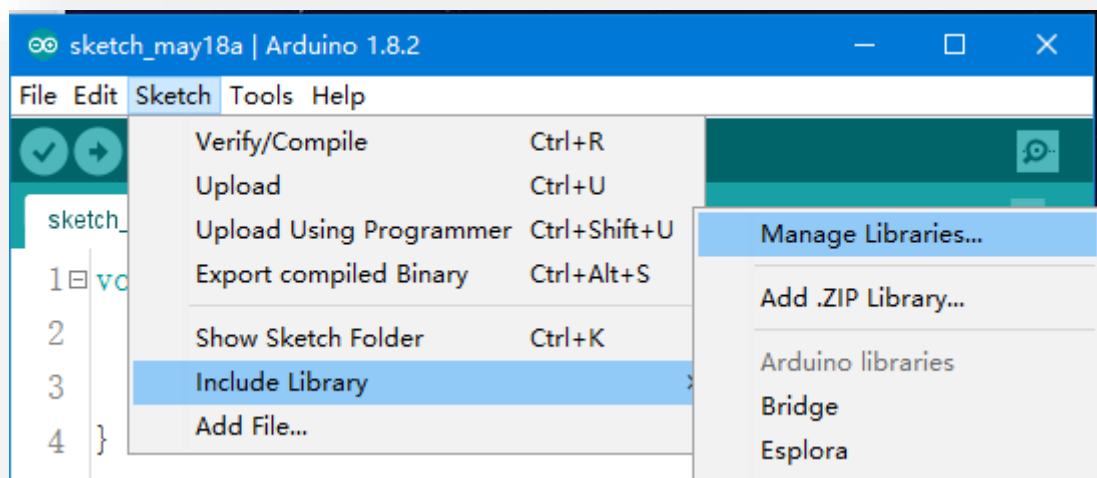 sketch_may18a | Arduino 1.8.2
File Edit Sketch Tools Help
Verify/Compile Ctrl+R
Upload Ctrl+U
sketch_
Upload Using Programmer Ctrl+Shift+U
Manage Libraries...
1 vo
Export compiled Binary Ctrl+Alt+S
Add .ZIP Library...
2
Show Sketch Folder Ctrl+K
Arduino libraries
3
Include Library
Bridge
4 }
Add File...
Esplora